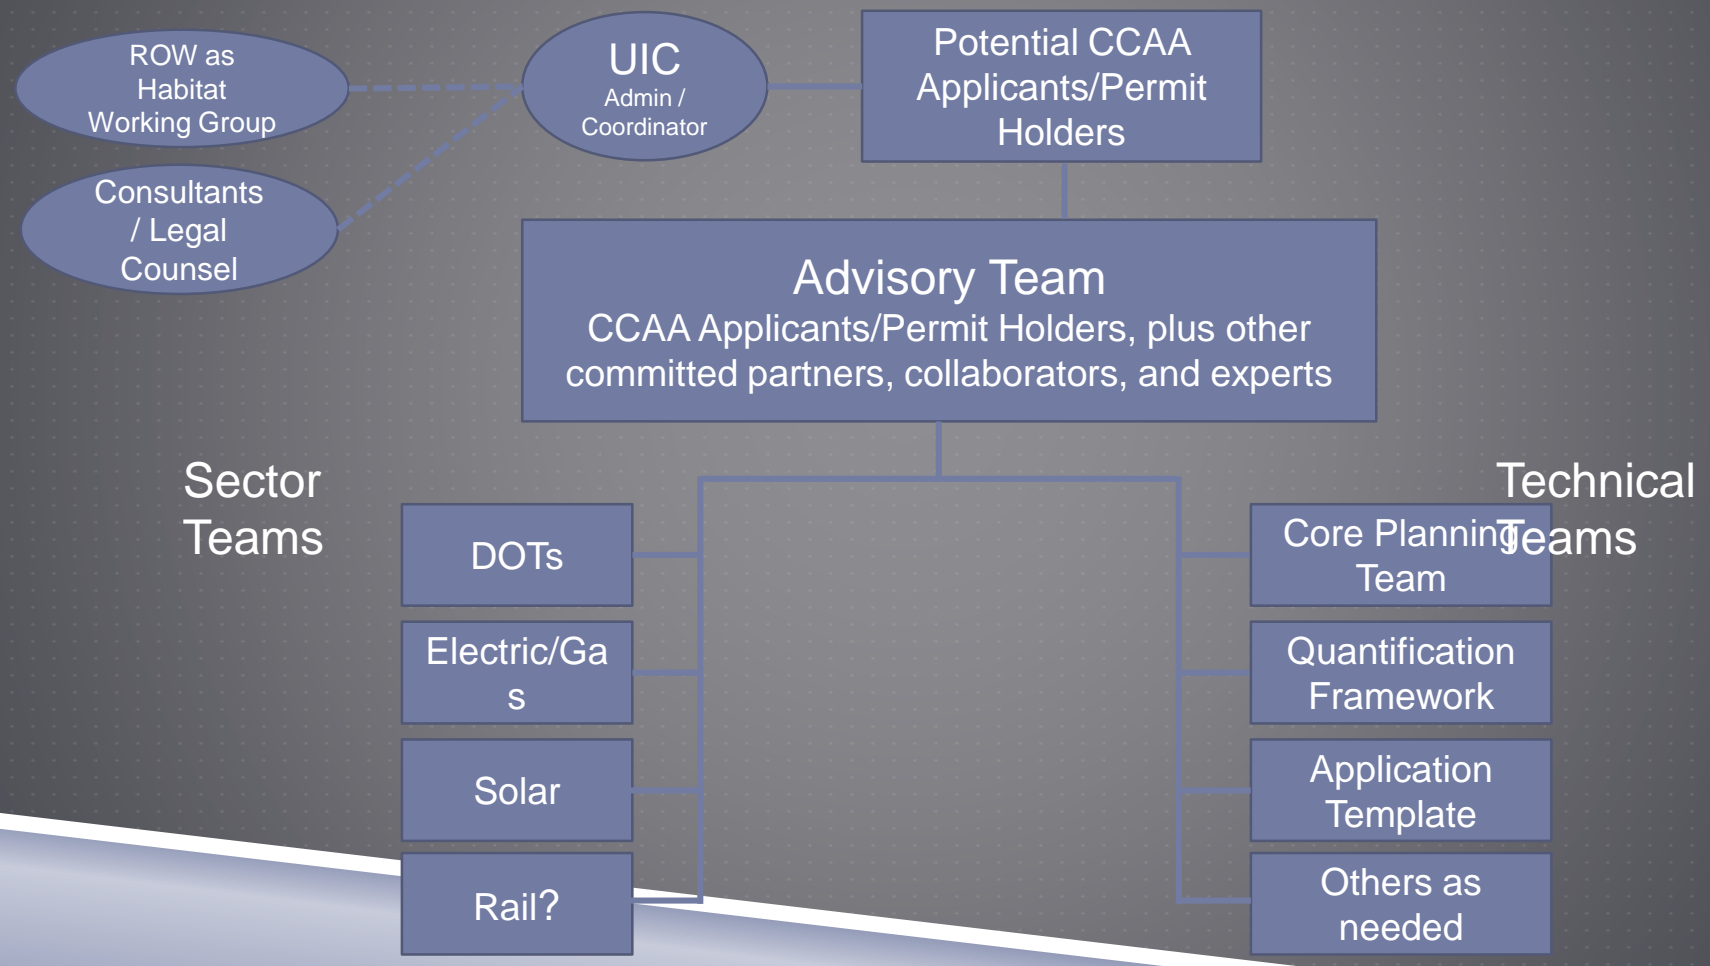 ROW as
Habitat
Working Group
UIC
Admin /
Coordinator
Potential CCAA
Applicants/Permit
Holders
Consultants
/ Legal
Counsel
Advisory Team
CCAA Applicants/Permit Holders, plus other
committed partners, collaborators, and experts
Sector
Teams
DOTs
Electric/Ga
s
Solar
Rail?
Technical
Teams
Core Planning
Team
Quantification
Framework
Application
Template
Others as
needed